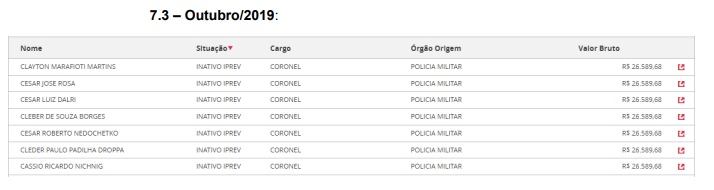 7.3 – Outubro/2019:
Nome Situação Cargo Órgão Origem Valor Bruto
CLAYTON MARAFIOTI MARTINS INATIVO IPREV CORONEL POLICIA MILITAR R$ 26.589,68
CESAR JOSE ROSA INATIVO IPREV CORONEL POLICIA MILITAR R$ 26.589,68
CESAR LUIZ DALRI INATIVO IPREV CORONEL POLICIA MILITAR R$ 26.589,68
CLEBER DE SOUZA BORGES INATIVO IPREV CORONEL POLICIA MILITAR R$ 26.589,68
CESAR ROBERTO NEDOCHETKO INATIVO IPREV CORONEL POLICIA MILITAR R$ 26.589,68
CLEDER PAULO PADILHA DROPPA INATIVO IPREV CORONEL POLICIA MILITAR R$ 26.589,68
CASSIO RICARDO NICHNIG INATIVO IPREV CORONEL POLICIA MILITAR R$ 26.589,68